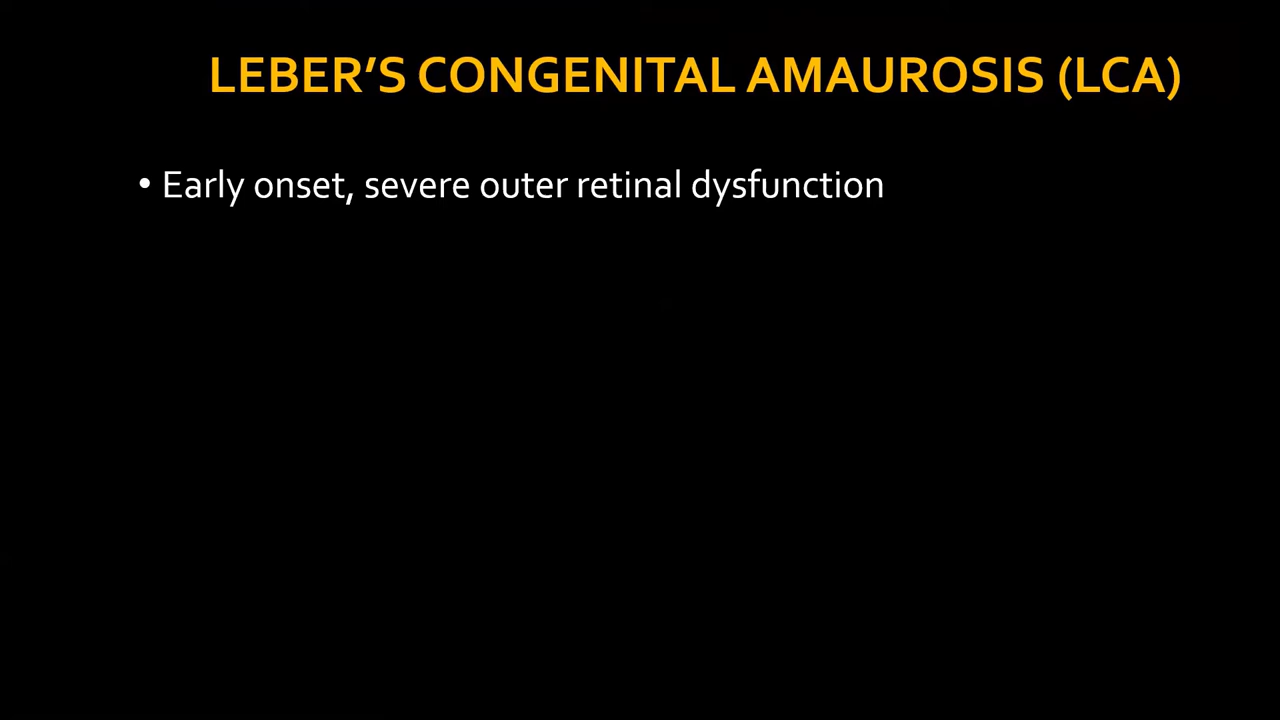 LEBER’S CONGENITAL AMAUROSIS (LCA)
• Early onset, severe outer retinal dysfunction